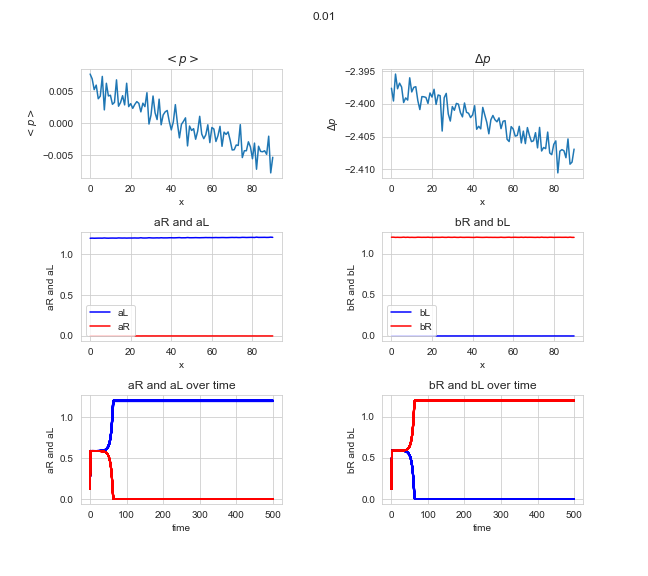 0.01
< p >
Δp
0.005
0.000
−0.005
< p >
0 20 40 60 80
x
−2.395
−2.400
−2.405
−2.410
Δp
0 20 40 60 80
x
aR and aL
bR and bL
1.0
0.5
0.0
aR and aL
aL
aR
0 20 40 60 80
x
1.0
0.5
0.0
bR and bL
bL
bR
0 20 40 60 80
x
aR and aL over time
bR and bL over time
1.0
0.5
0.0
aR and aL
0 100 200 300 400 500
time
1.0
0.5
0.0
bR and bL
0 100 200 300 400 500
time